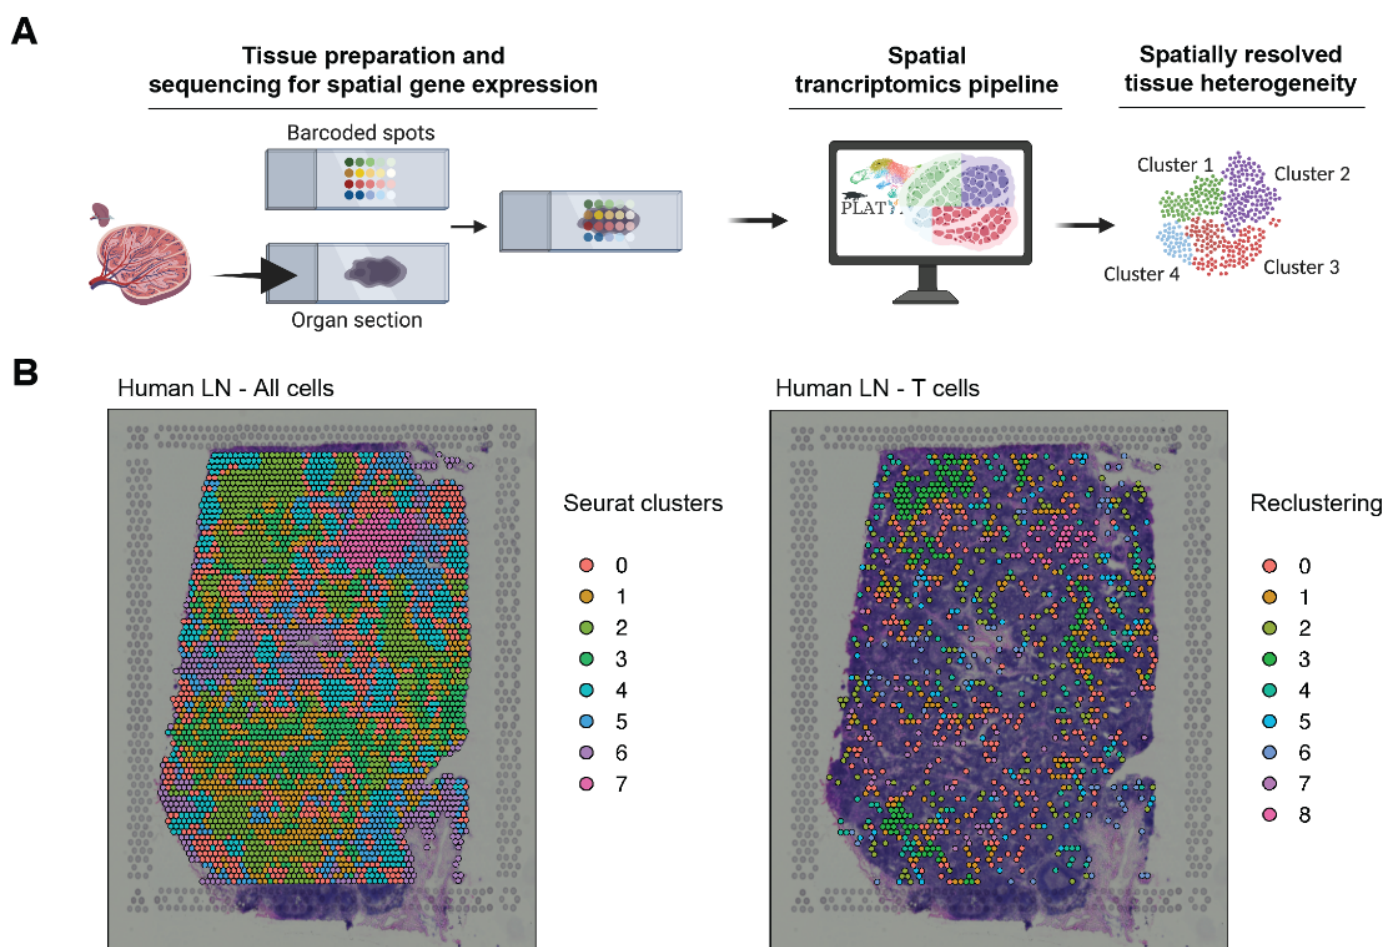 A
Tissue preparation and
sequencing for spatial gene expression
Spatial
trancriptomics pipeline
Spatially resolved
tissue heterogeneity
Barcoded spots
Organ section
PLATY
Cluster 1
Cluster 2
Cluster 4
Cluster 3
B
Human LN - All cells
Seurat clusters
0
1
2
3
4
5
6
7
Human LN - T cells
Reclustering
0
1
2
3
4
5
6
7
8